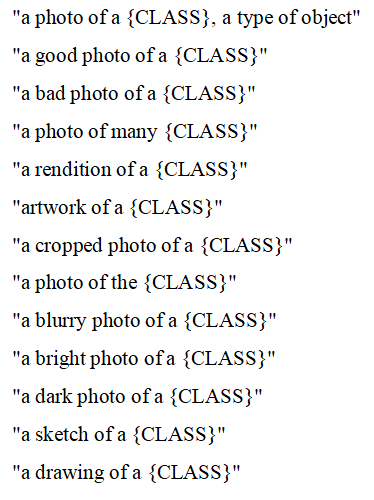 "a photo of a {CLASS}, a type of object"
"a good photo of a {CLASS}"
"a bad photo of a {CLASS}"
"a photo of many {CLASS}"
"a rendition of a {CLASS}"
"artwork of a {CLASS}"
"a cropped photo of a {CLASS}"
"a photo of the {CLASS}"
"a blurry photo of a {CLASS}"
"a bright photo of a {CLASS}"
"a dark photo of a {CLASS}"
"a sketch of a {CLASS}"
"a drawing of a {CLASS}"